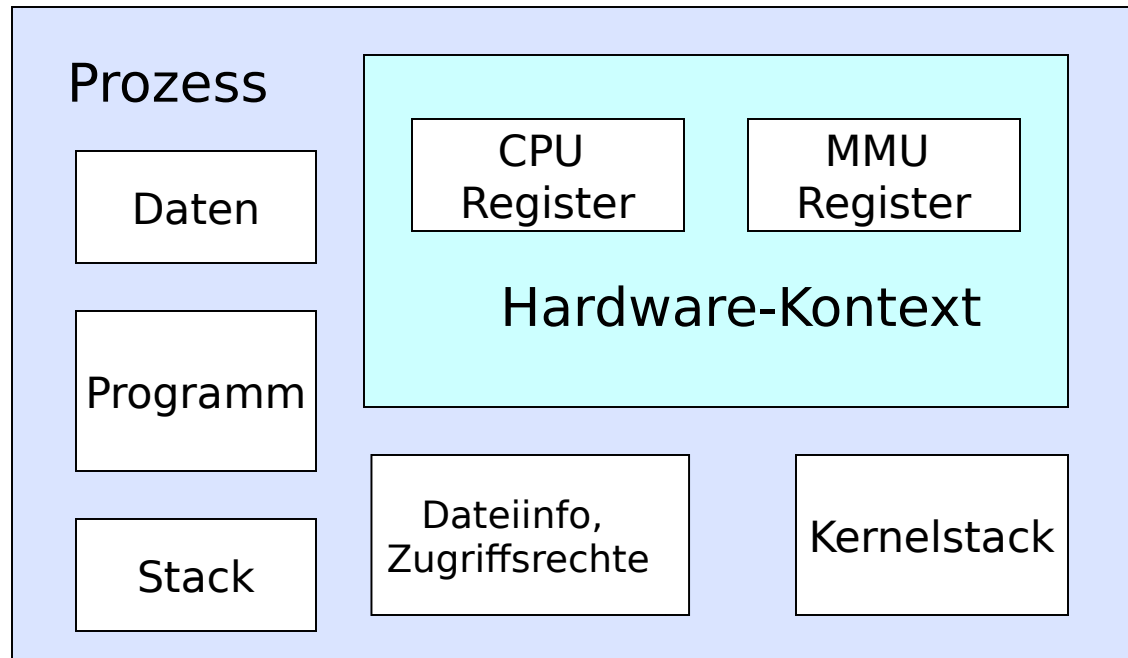 Prozess
Daten
Programm
Stack
CPU
Register
MMU
Register
Hardware-Kontext
Dateiinfo,
Zugriffsrechte
Kernelstack